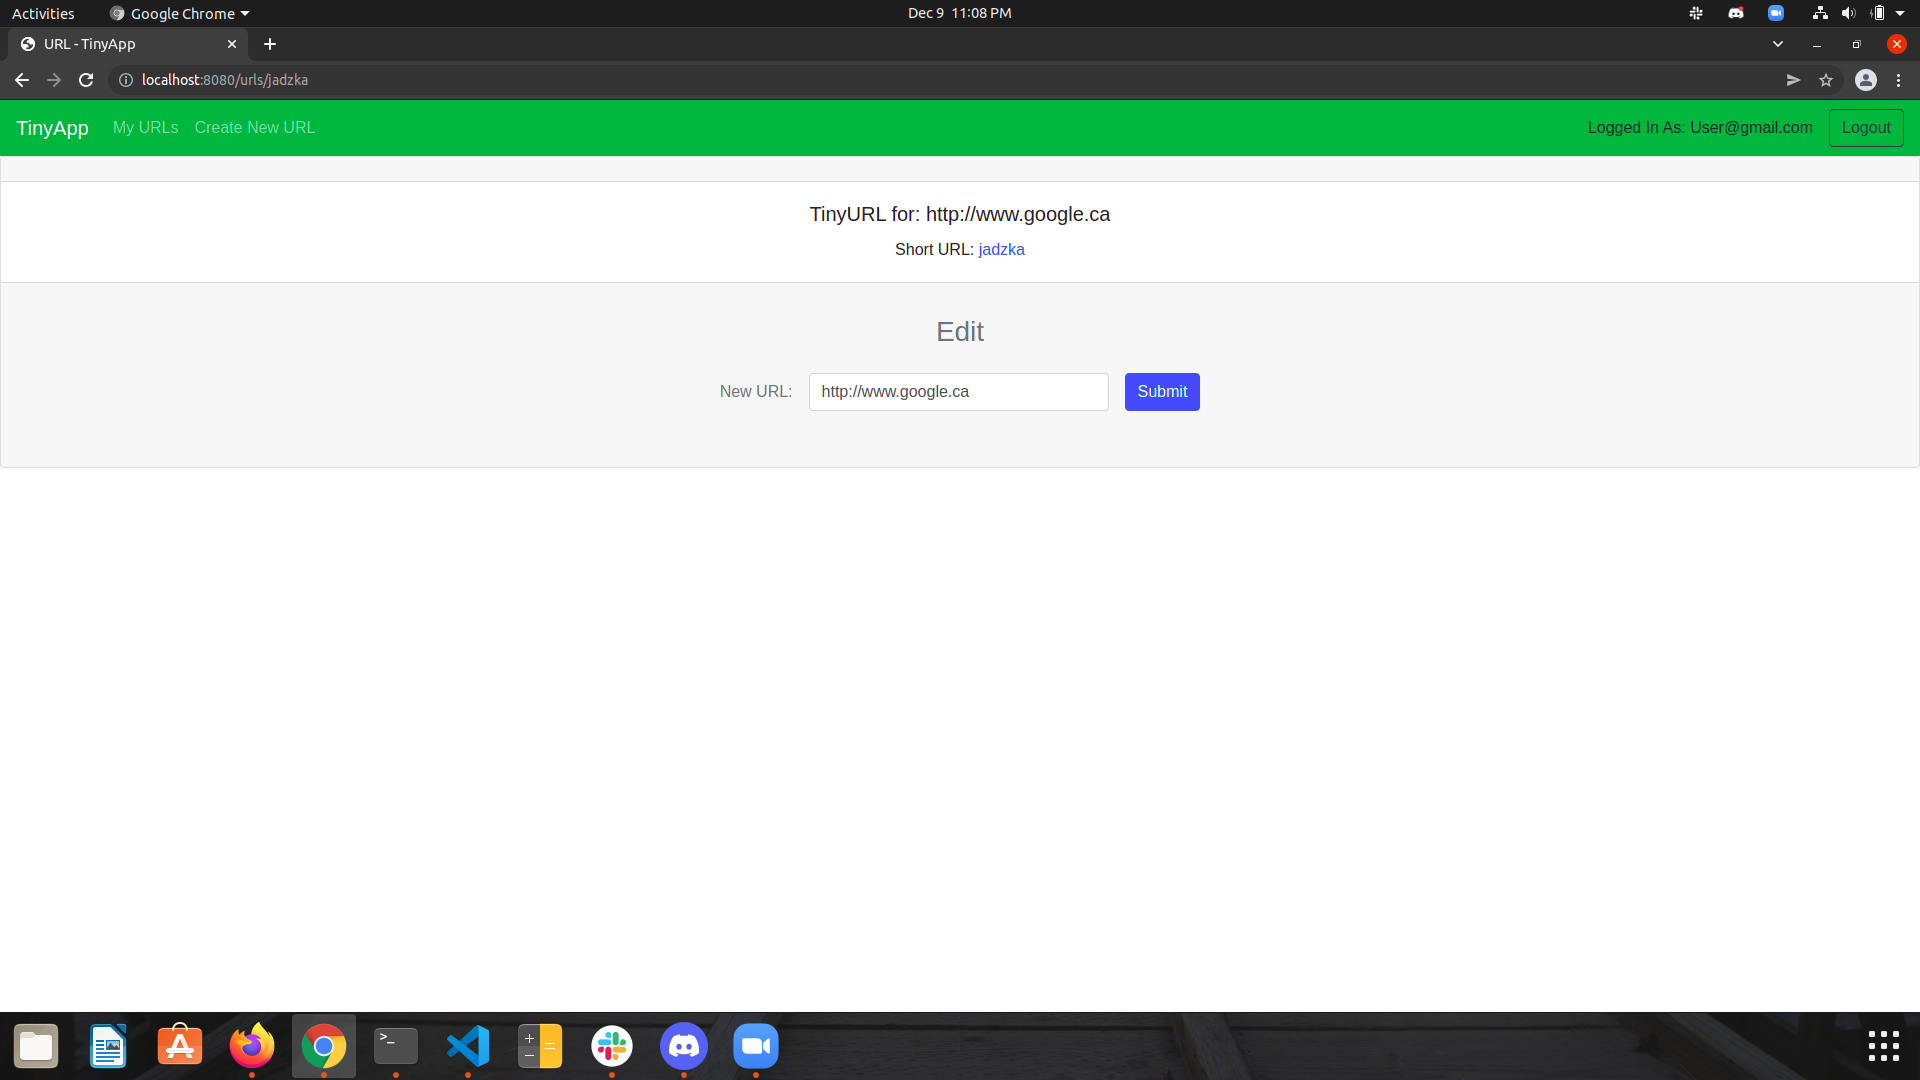 Activities
Google Chrome
Dec 9 11:08 PM
URL - TinyApp
localhost:8080/urls/jadzka
TinyApp
My URLs
Create New URL
Logged In As: User@gmail.com
Logout
TinyURL for: http://www.google.ca
Short URL: jadzka
Edit
New URL:
http://www.google.ca
Submit